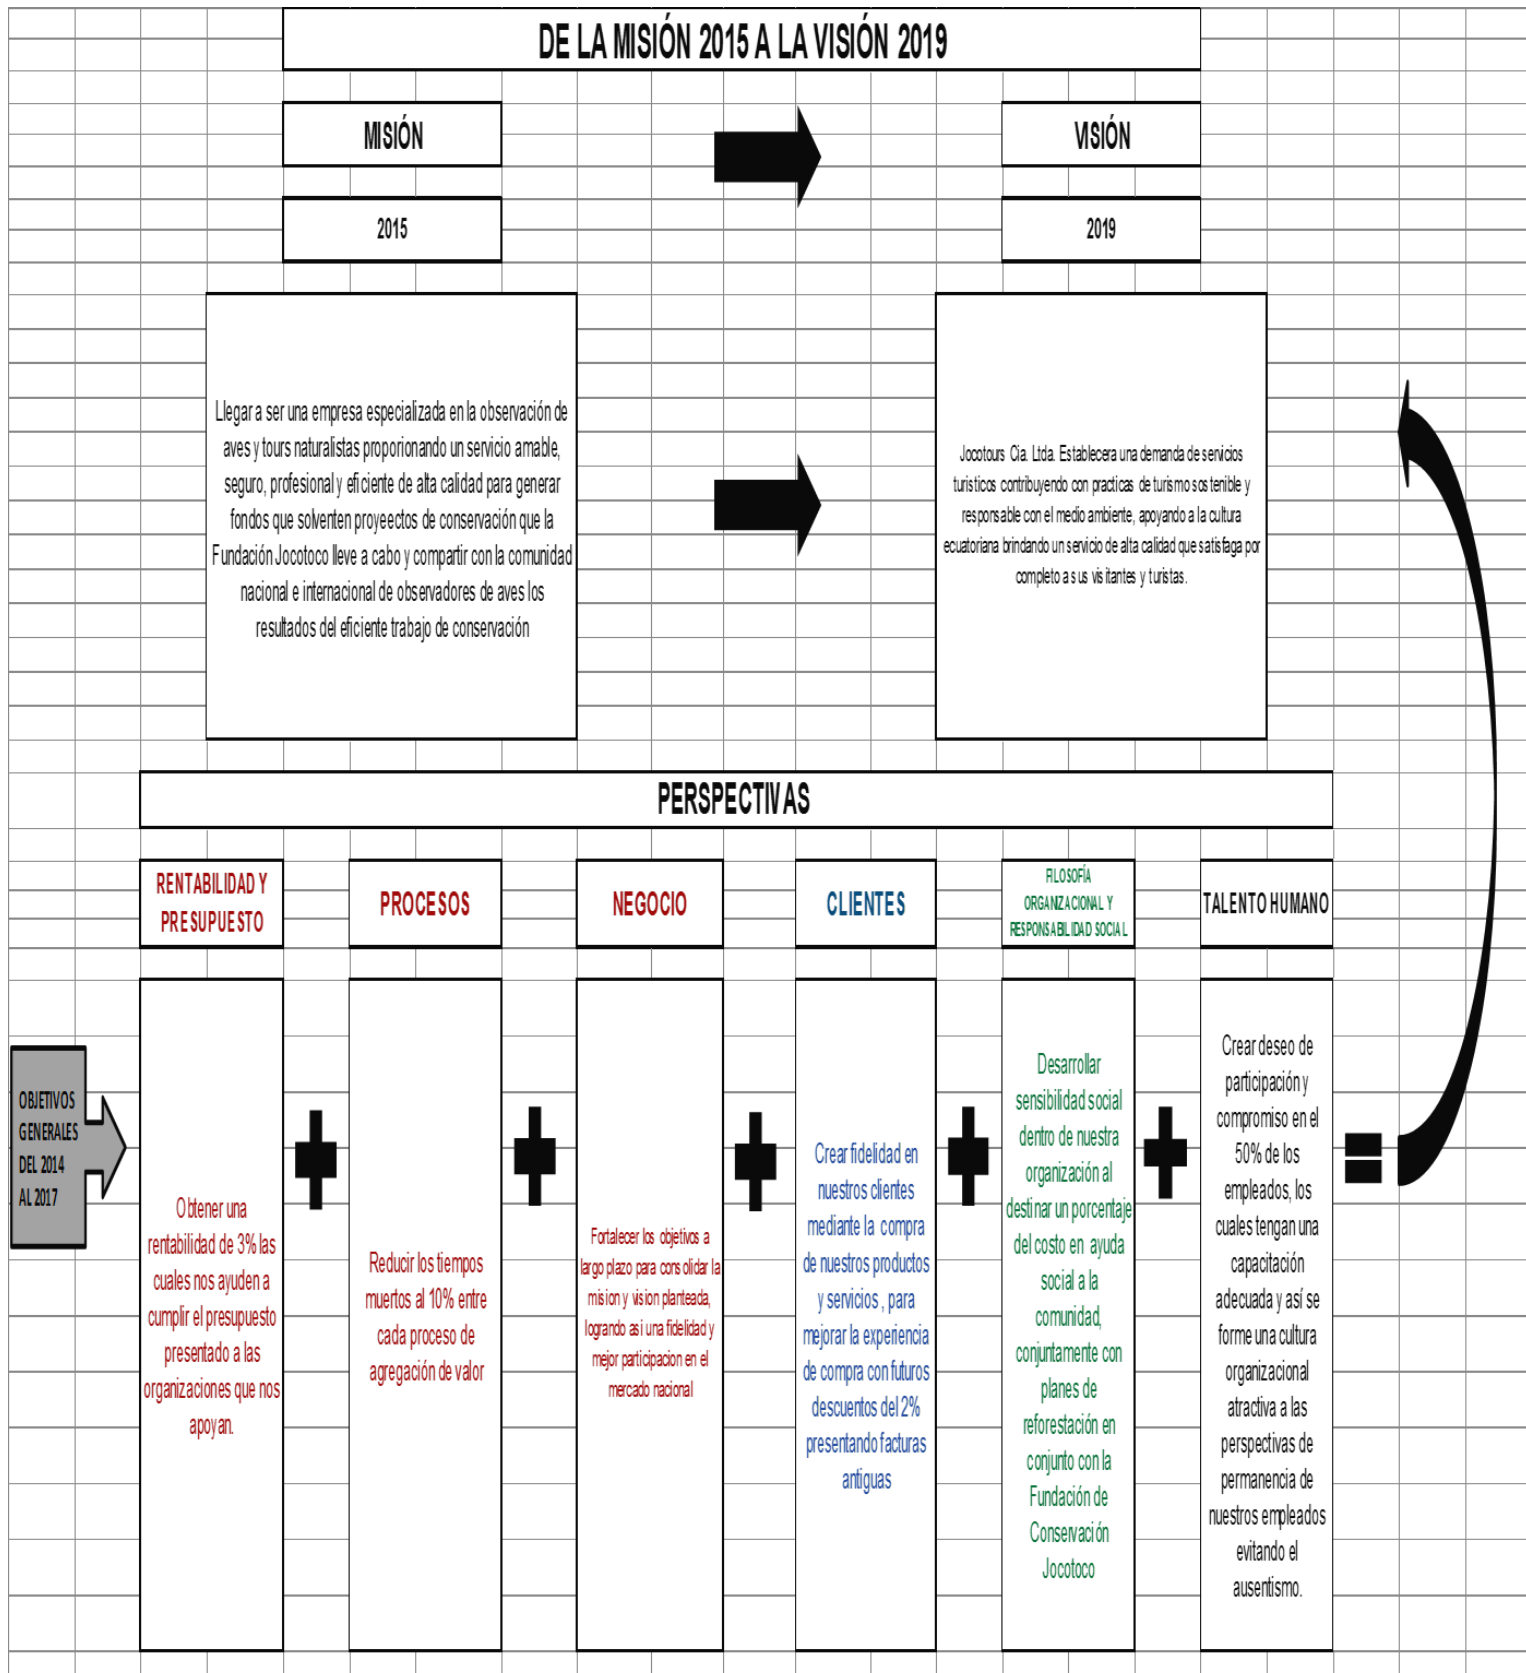 DE LA MISIÓN 2015 A LA VISIÓN 2019
MISIÓN
VISIÓN
2015
2019
Llegar a ser una empresa especializada en la observación de
aves y tours naturalistas proporionando un servicio amable,
seguro, profesional y eficiente de alta calidad para generar
fondos que solventen proyeectos de conservación que la
Fundación Jocotoco lleve a cabo y compartir con la comunidad
nacional e internacional de observadores de aves los
resultados del eficiente trabajo de conservación
Jocotours Cia. Ltda. Establecera una demanda de servicios
turisticos contribuyendo con practicas de turismo sostenible y
responsable con el medio ambiente, apoyando a la cultura
ecuatoriana brindando un servicio de alta calidad que satisfaga por
completo a sus visitantes y turistas.
PERSPECTIVAS
RENTABILIDAD Y
PRESUPUESTO
PROCESOS
NEGOCIO
CLIENTES
FILOSOFÍA
ORGANIZACIONAL Y
RESPONSABILIDAD SOCIAL
TALENTO HUMANO
OBJETIVOS
GENERALES
DEL 2014
AL 2017
Obtener una
rentabilidad de 3% las
cuales nos ayuden a
cumplir el presupuesto
presentado a las
organizaciones que nos
apoyan.
Reducir los tiempos
muertos al 10% entre
cada proceso de
agregación de valor
Fortalecer los objetivos a
largo plazo para consolidar la
mision y vision planteada,
logrando asi una fidelidad y
mejor participacion en el
mercado nacional
Crear fidelidad en
nuestros clientes
mediante la compra
de nuestros productos
y servicios , para
mejorar la experiencia
de compra con futuros
descuentos del 2%
presentando facturas
antiguas
Desarrollar
sensibilidad social
dentro de nuestra
organización al
destinar un porcentaje
del costo en ayuda
social a la
comunidad,
conjuntamente con
planes de
reforestación en
conjunto con la
Fundación de
Conservación
Jocotoco
Crear deseo de
participación y
compromiso en el
50% de los
empleados, los
cuales tengan una
capacitación
adecuada y así se
forme una cultura
organizacional
atractiva a las
perspectivas de
permanencia de
nuestros empleados
evitando el
ausentismo.